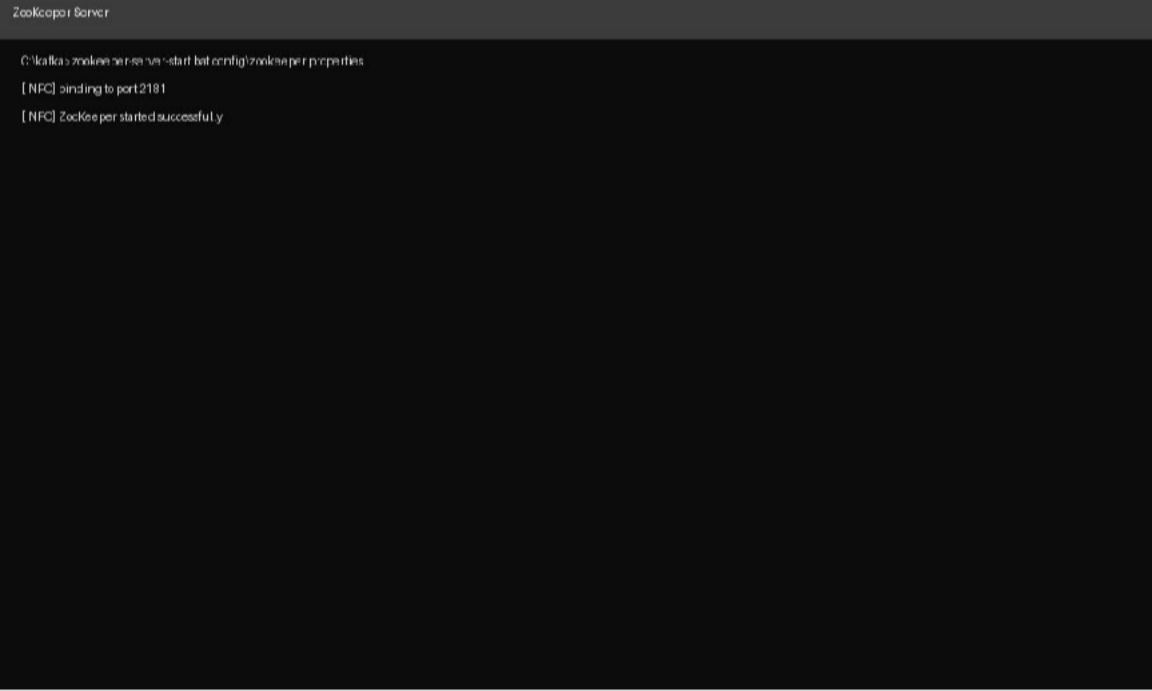 ZooKeeper Server
C:\kafka>zookeeper-server-start.bat config\zookeeper.properties
[INFO] binding to port 2181
[INFO] ZooKeeper started successfully